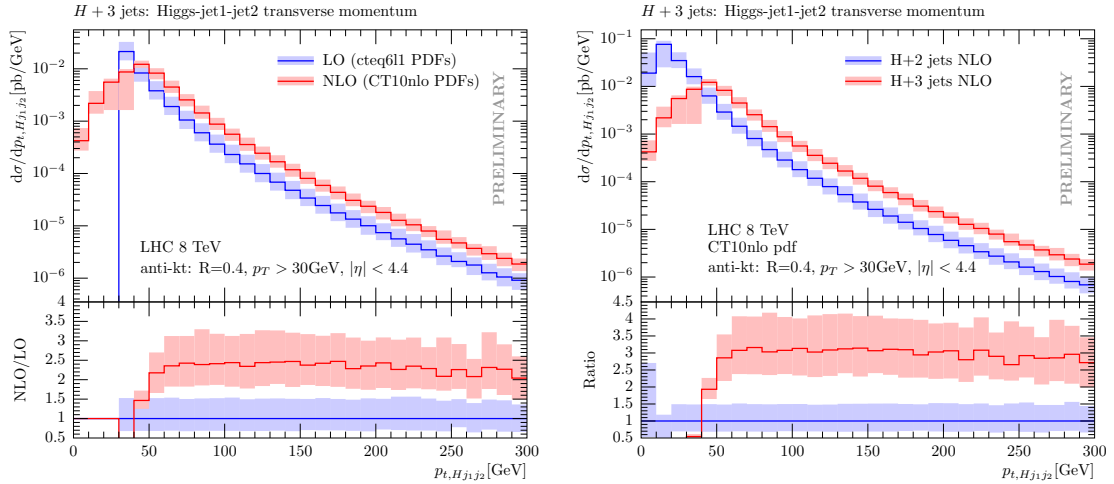 H + 3 jets: Higgs-jet1-jet2 transverse momentum
LO (cteq6l1 PDFs)
NLO (CT10nlo PDFs)
dσ/dp_{t,Hj_1j_2}[pb/GeV]
10^{-2}
10^{-3}
10^{-4}
10^{-5}
10^{-6}
PRELIMINARY
LHC 8 TeV
anti-kt: R=0.4, p_T > 30GeV, |η| < 4.4
NLO/LO
4
3.5
3
2.5
2
1.5
1
0.5
0 50 100 150 200 250 300
p_{t,Hj_1j_2}[GeV]
H + 3 jets: Higgs-jet1-jet2 transverse momentum
H+2 jets NLO
H+3 jets NLO
dσ/dp_{t,Hj_1j_2}[pb/GeV]
10^{-1}
10^{-2}
10^{-3}
10^{-4}
10^{-5}
10^{-6}
PRELIMINARY
LHC 8 TeV
CT10nlo pdf
anti-kt: R=0.4, p_T > 30GeV, |η| < 4.4
Ratio
4.5
4
3.5
3
2.5
2
1.5
1
0.5
0 50 100 150 200 250 300
p_{t,Hj_1j_2}[GeV]